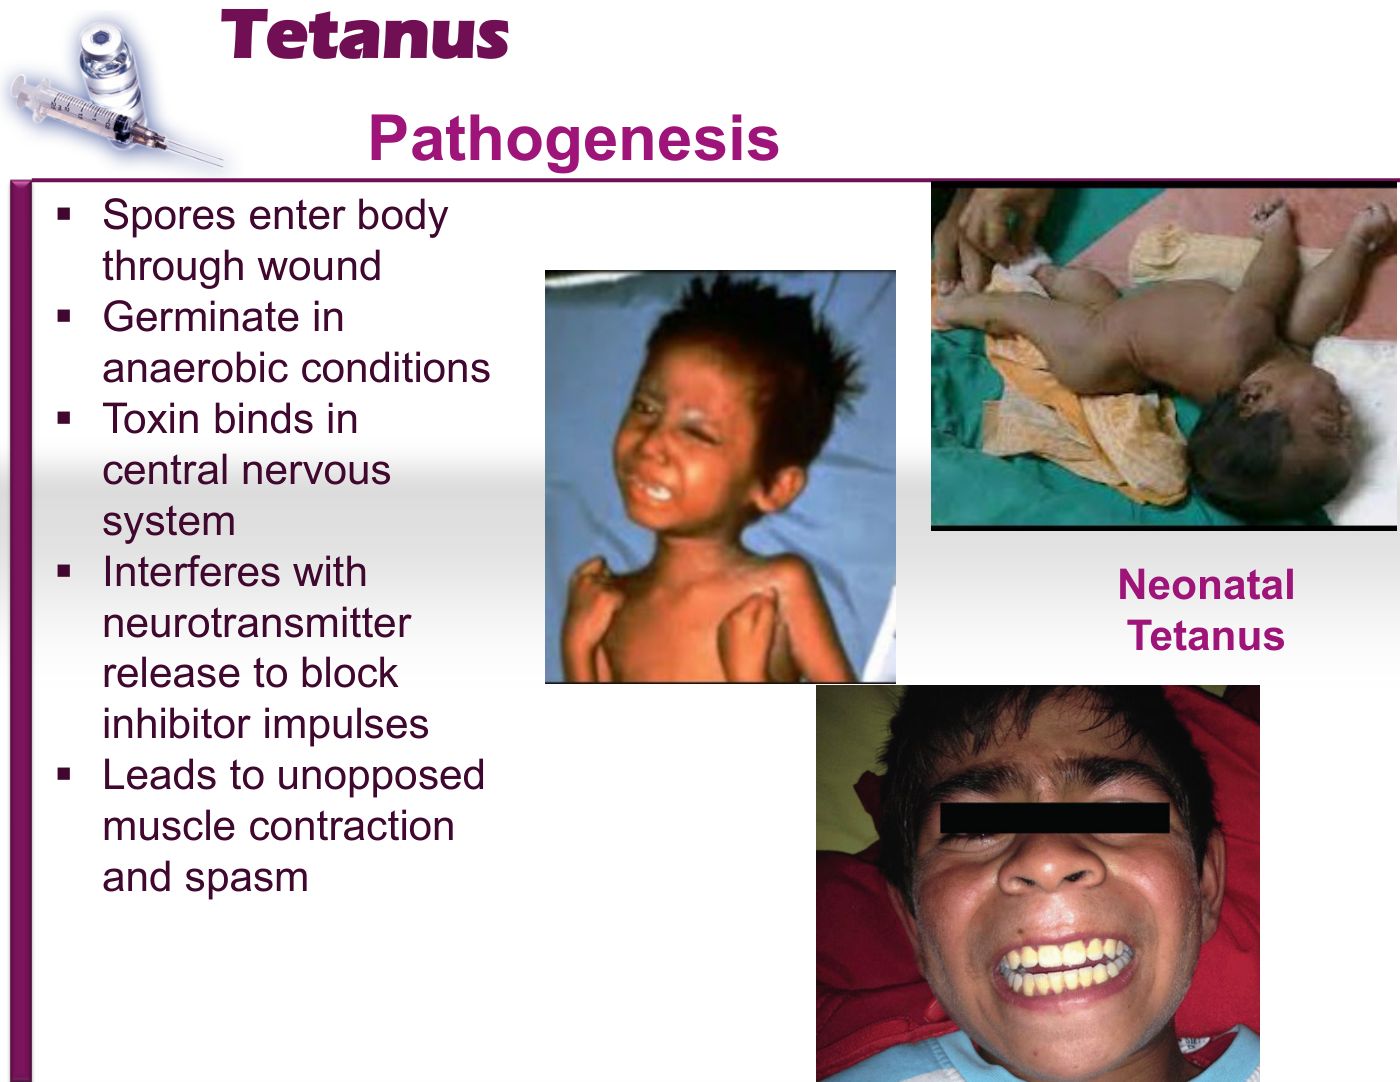 Tetanus
Pathogenesis
▪ Spores enter body
through wound
▪ Germinate in
anaerobic conditions
▪ Toxin binds in
central nervous
system
▪ Interferes with
neurotransmitter
release to block
inhibitor impulses
▪ Leads to unopposed
muscle contraction
and spasm
Neonatal
Tetanus